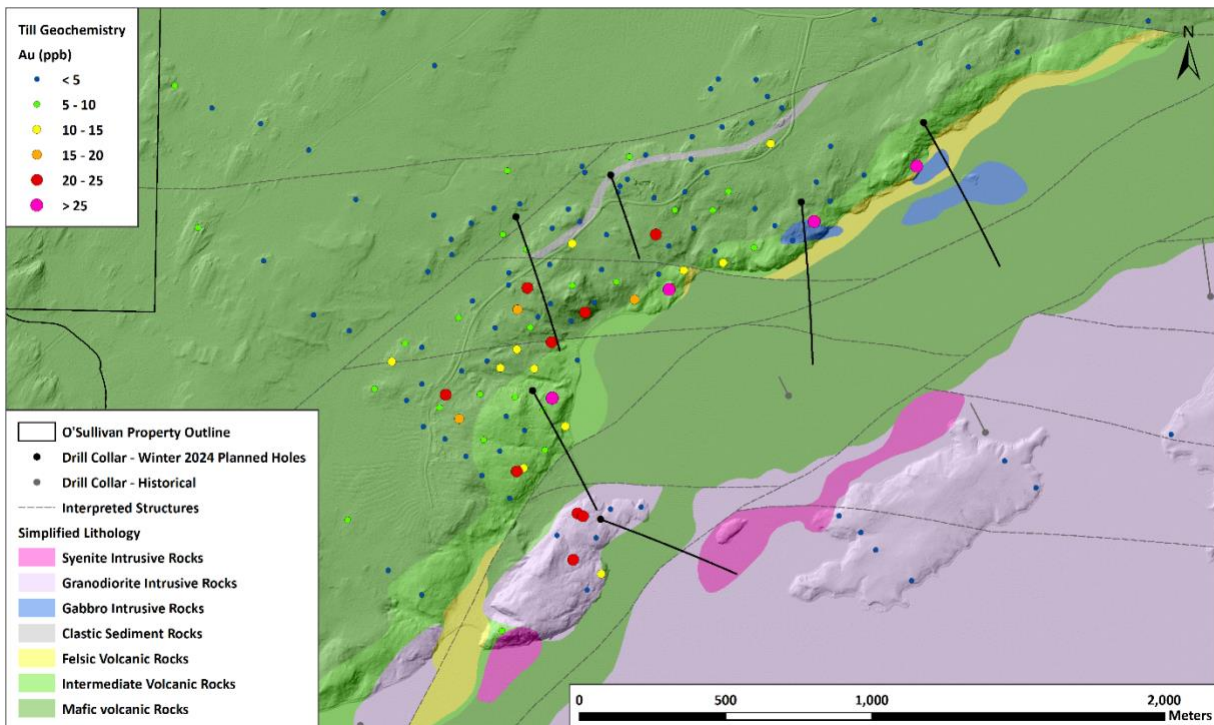 Till Geochemistry
Au (ppb)
< 5
5 - 10
10 - 15
15 - 20
20 - 25
> 25
N
O'Sullivan Property Outline
Drill Collar - Winter 2024 Planned Holes
Drill Collar - Historical
Interpreted Structures
Simplified Lithology
Syenite Intrusive Rocks
Granodiorite Intrusive Rocks
Gabbro Intrusive Rocks
Clastic Sediment Rocks
Felsic Volcanic Rocks
Intermediate Volcanic Rocks
Mafic volcanic Rocks
0 500 1,000 2,000
Meters